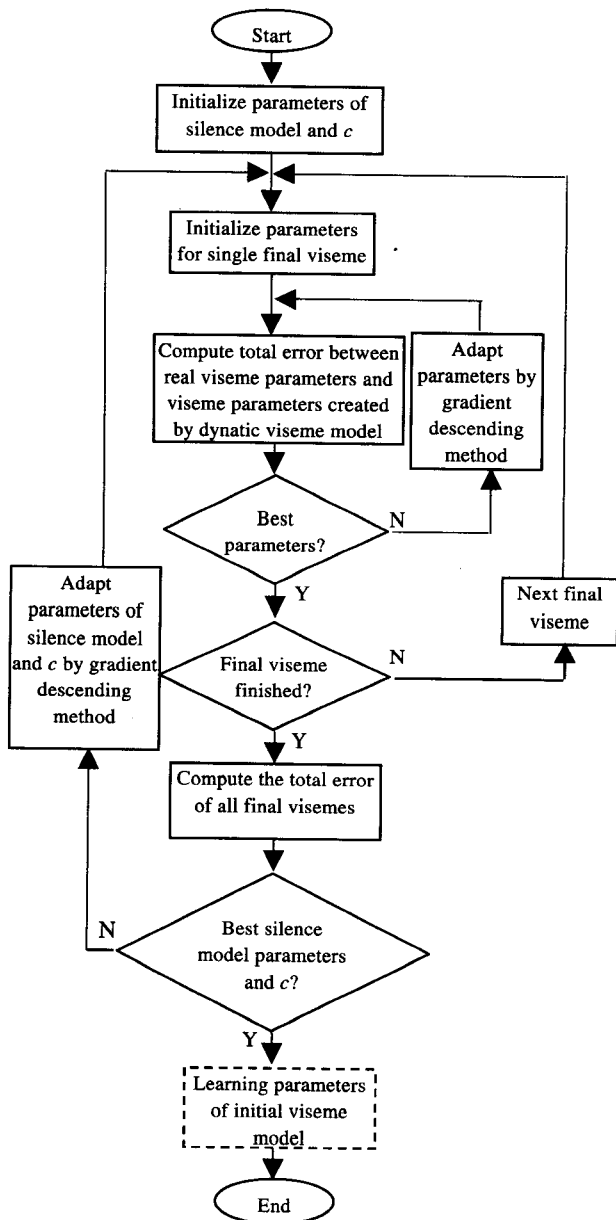 Start
Initialize parameters of
silence model and c
Initialize parameters
for single final viseme
Compute total error between
real viseme parameters and
viseme parameters created
by dynatic viseme model
Adapt
parameters by
gradient
descending
method
Best
parameters?
N
Y
Adapt
parameters of
silence model
and c by gradient
descending
method
Final viseme
finished?
N
Next final
viseme
Y
Compute the total error
of all final visemes
Best silence
model parameters
and c?
N
Y
Learning parameters
of initial viseme
model
End